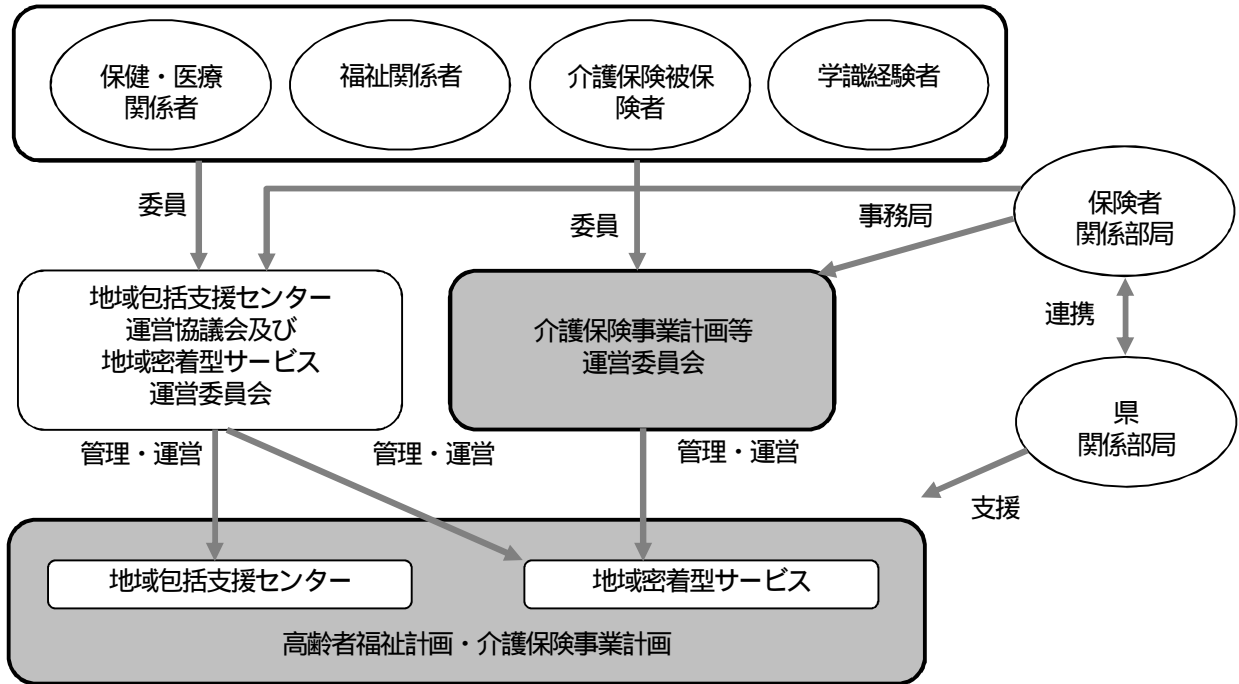 保健・医療
関係者
福祉関係者
介護保険被保
険者
学識経験者
委員
委員
事務局
保険者
関係部局
地域包括支援センター
運営協議会及び
地域密着型サービス
運営委員会
介護保険事業計画等
運営委員会
連携
県
関係部局
管理・運営
管理・運営
管理・運営
支援
地域包括支援センター
地域密着型サービス
高齢者福祉計画・介護保険事業計画